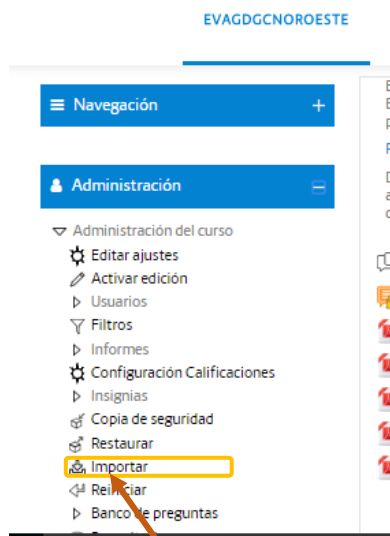 EVAGDGCNOROESTE
Navegación
Administración
Administración del curso
Editar ajustes
Activar edición
Usuarios
Filtros
Informes
Configuración Calificaciones
Insignias
Copia de seguridad
Restaurar
Importar
Reiniciar
Banco de preguntas